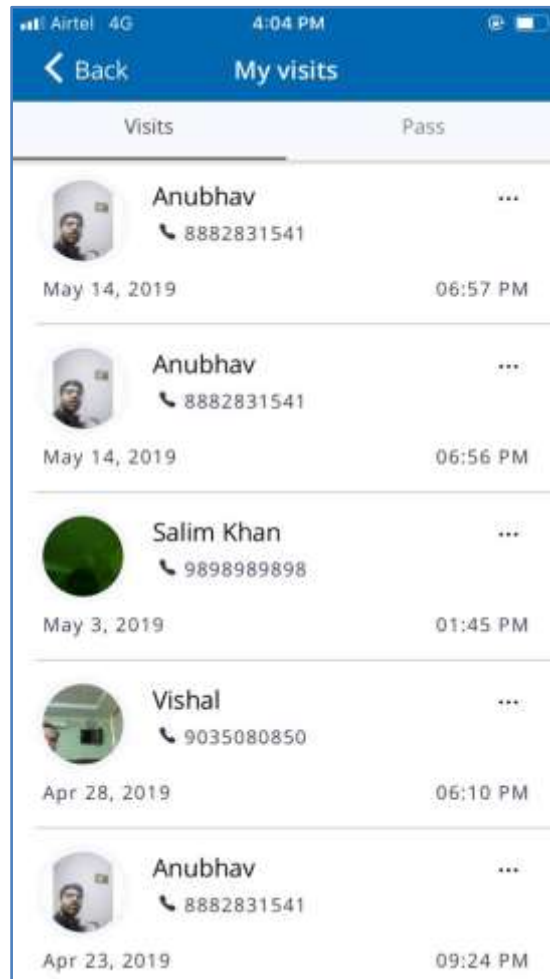 Airtel 4G 4:04 PM
Back My visits
Visits Pass
Anubhav ...
8882831541
May 14, 2019 06:57 PM
Anubhav ...
8882831541
May 14, 2019 06:56 PM
Salim Khan ...
9898989898
May 3, 2019 01:45 PM
Vishal ...
9035080850
Apr 28, 2019 06:10 PM
Anubhav ...
8882831541
Apr 23, 2019 09:24 PM